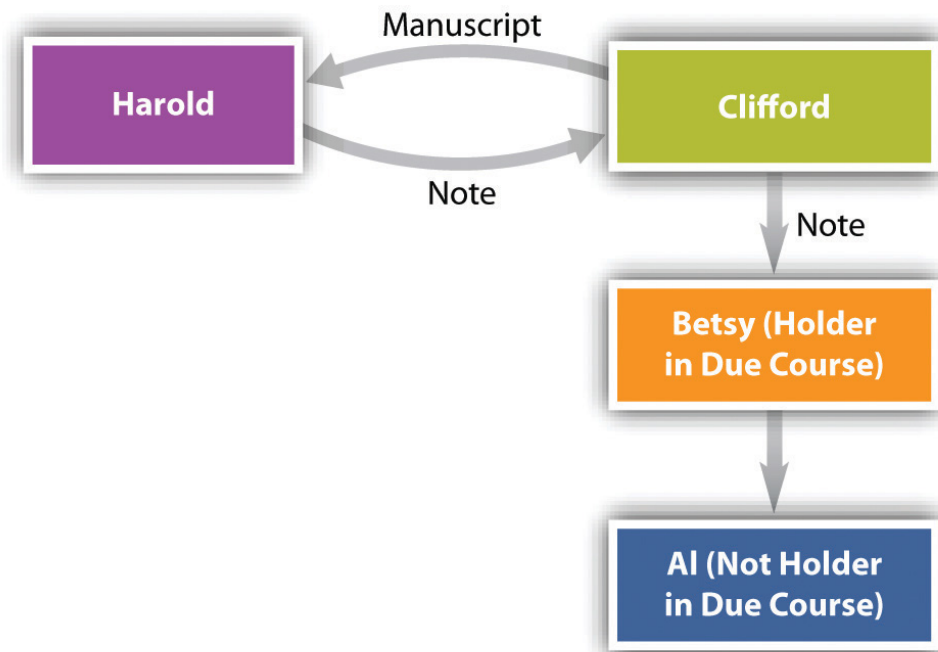 Manuscript
Harold
Clifford
Note
Note
Betsy (Holder
in Due Course)
Al (Not Holder
in Due Course)